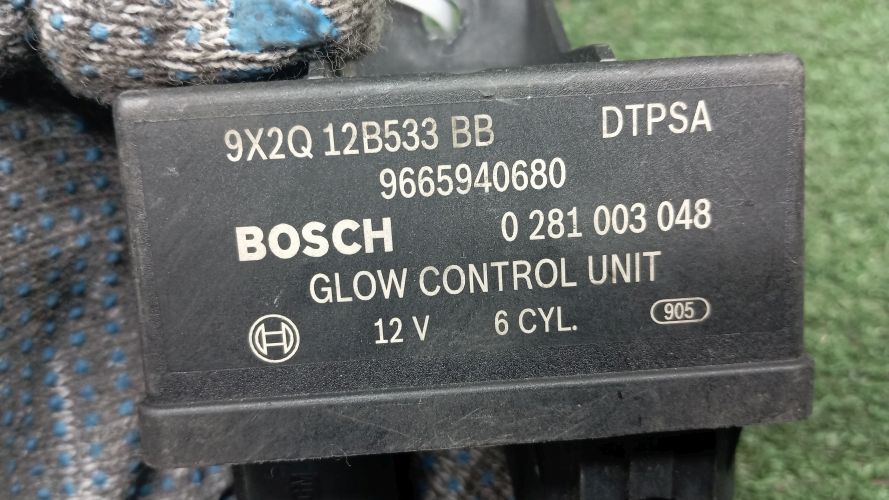 9X2Q 12B533 BB DTPSA
9665940680
BOSCH 0 281 003 048
GLOW CONTROL UNIT
12 V 6 CYL. 905